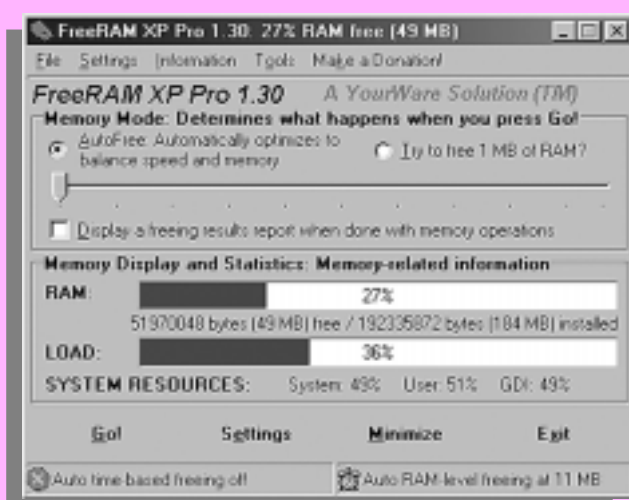 FreeRAM XP Pro 1.30: 27% RAM free (49 MB)
File Settings Information Tools Make a Donation!
FreeRAM XP Pro 1.30 A YourWare Solution (TM)
Memory Mode: Determines what happens when you press Go!
AutoFree: Automatically optimizes to balance speed and memory
Try to free 1 MB of RAM?
Display a freeing results report when done with memory operations
Memory Display and Statistics: Memory-related information
RAM: 27%
51970048 bytes (49 MB) free / 192335872 bytes (184 MB) installed
LOAD: 36%
SYSTEM RESOURCES: System: 49% User: 51% GDI: 49%
Go! Settings Minimize Exit
Auto time-based freeing off! Auto RAM-level freeing at 11 MB